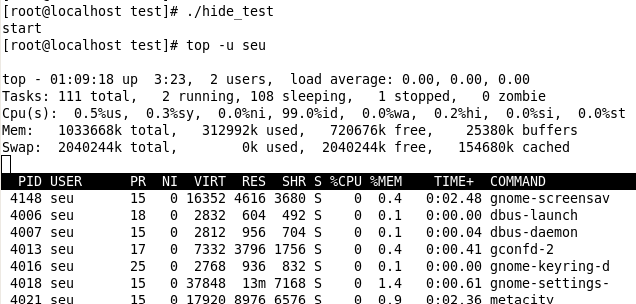 [root@localhost test]# ./hide_test
start
[root@localhost test]# top -u seu
top - 01:09:18 up  3:23,  2 users,  load average: 0.00, 0.00, 0.00
Tasks: 111 total,   2 running, 108 sleeping,   1 stopped,   0 zombie
Cpu(s):  0.5%us,  0.3%sy,  0.0%ni, 99.0%id,  0.0%wa,  0.2%hi,  0.0%si,  0.0%st
Mem:   1033668k total,   312992k used,   720676k free,    25380k buffers
Swap:  2040244k total,        0k used,  2040244k free,   154680k cached
PID USER      PR  NI  VIRT  RES  SHR S %CPU %MEM    TIME+  COMMAND
4148 seu       15   0 16352 4616 3680 S    0  0.4   0:02.48 gnome-screensav
4006 seu       18   0  2832  604  492 S    0  0.1   0:00.00 dbus-launch
4007 seu       15   0  2812  956  704 S    0  0.1   0:00.04 dbus-daemon
4013 seu       17   0  7332 3796 1756 S    0  0.4   0:00.41 gconfd-2
4016 seu       25   0  2768  936  832 S    0  0.1   0:00.00 gnome-keyring-d
4018 seu       15   0 37848  13m 7168 S    0  1.4   0:00.61 gnome-settings-
4021 seu       15   0 17920 8976 6576 S    0  0.9   0:02.36 metacity